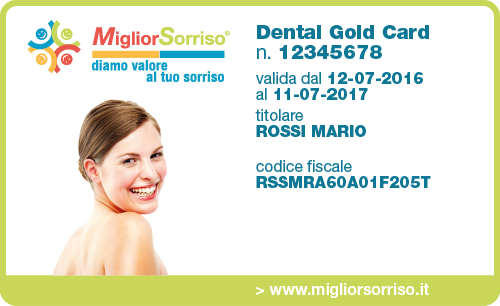 MigliorSorriso®
diamo valore
al tuo sorriso
Dental Gold Card
n. 12345678
valida dal 12-07-2016
al 11-07-2017
titolare
ROSSI MARIO
codice fiscale
RSSMRA60A01F205T
> www.migliorsorriso.it